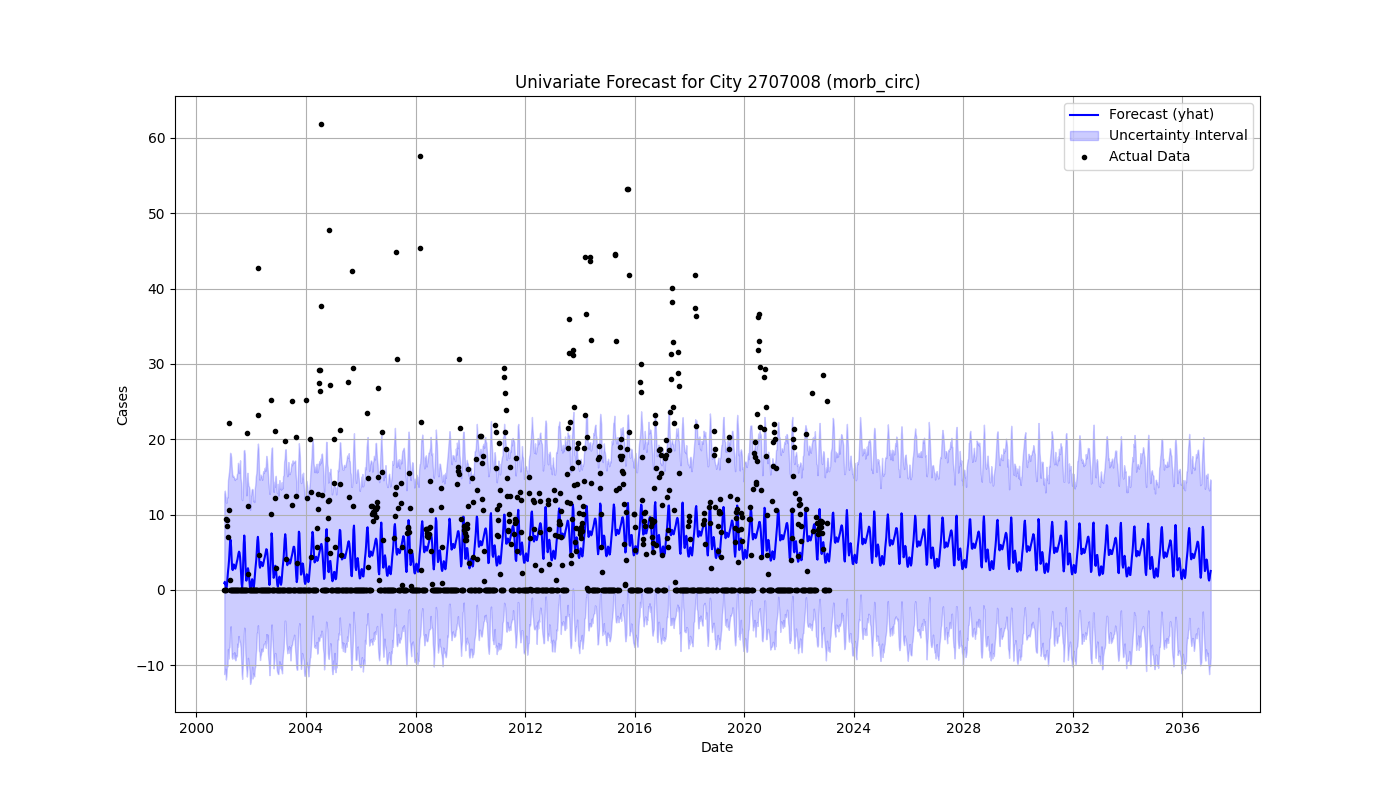 Univariate Forecast for City 2707008 (morb_circ)
Forecast (yhat)
Uncertainty Interval
Actual Data
Cases
60
50
40
30
20
10
0
−10
2000 2004 2008 2012 2016 2020 2024 2028 2032 2036
Date